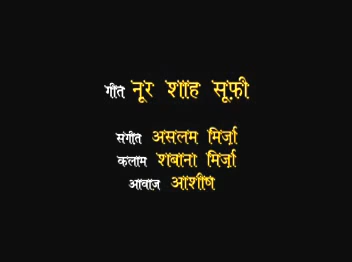 गीत नूर शाह सूफ़ी
संगीत असलम मिर्ज़ा
कलाम शबाना मिर्ज़ा
आवाज आशीष